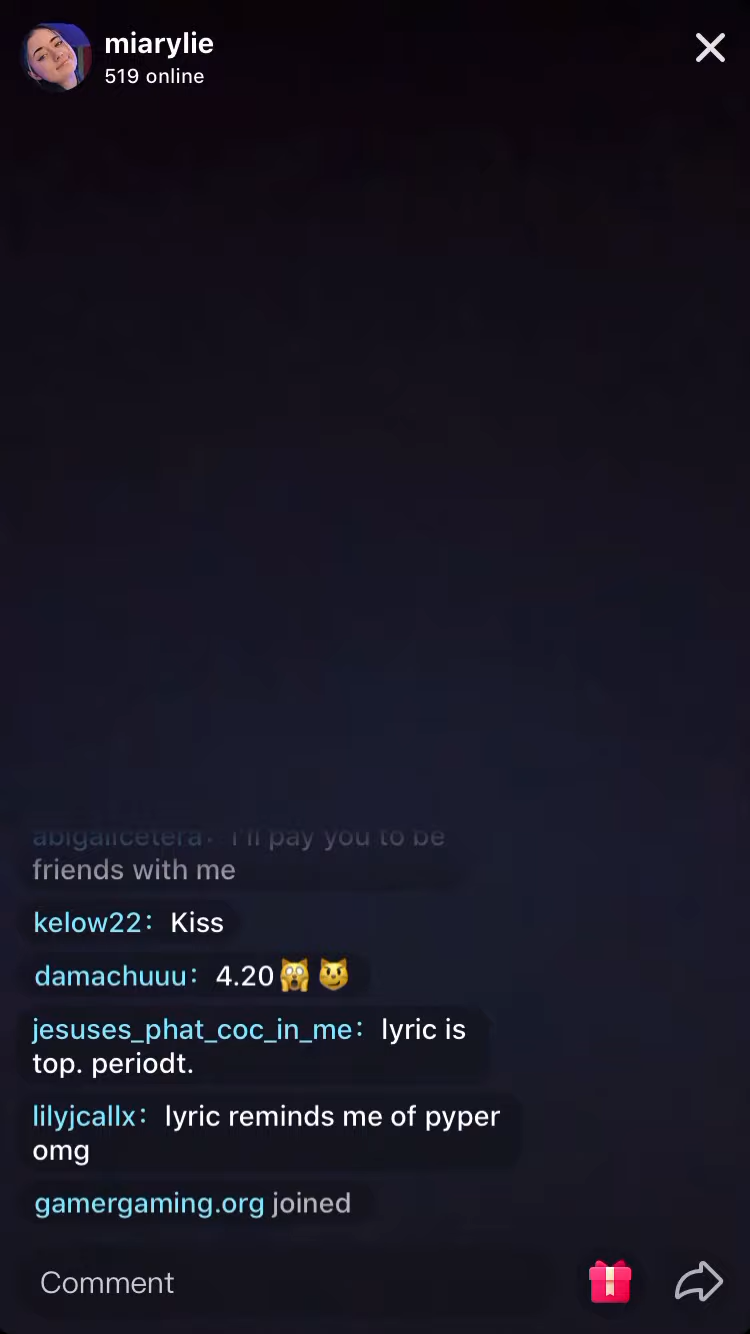 miarylie
519 online
abigailcetera: I'll pay you to be
friends with me
kelow22: Kiss
damachuuu: 4.20🙀😼
jesuses_phat_coc_in_me: lyric is
top. periodt.
lilyjcallx: lyric reminds me of pyper
omg
gamergaming.org joined
Comment